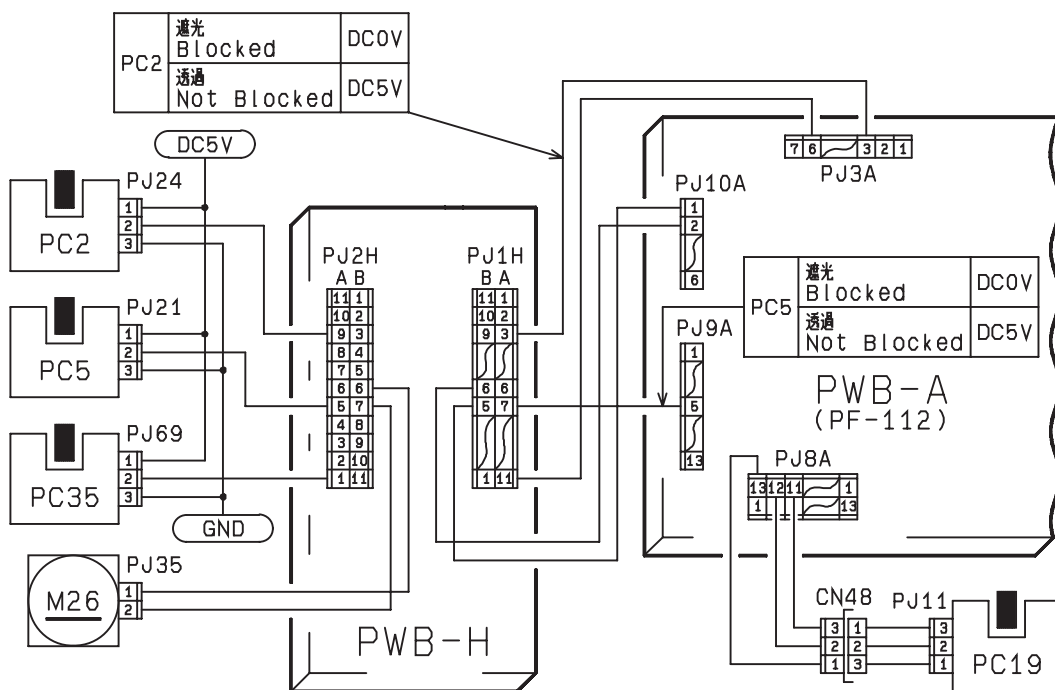 PC2
遮光
Blocked
DC0V
透過
Not Blocked
DC5V
DC5V
PJ24
1
2
3
PC2
PJ21
1
2
3
PC5
PJ69
1
2
3
PC35
GND
PJ35
1
2
M26
PJ2H
A B
11 1
10 2
9 3
8 4
7 5
6 6
5 7
4 8
3 9
2 10
1 11
PJ1H
B A
11 1
10 2
9 3
6 6
5 7
1 11
PWB-H
7 6 3 2 1
PJ3A
PJ10A
1
2
6
PC5
遮光
Blocked
DC0V
透過
Not Blocked
DC5V
PJ9A
1
5
13
PWB-A
(PF-112)
PJ8A
13 12 11 1
1 13
CN48
3 1
2 2
1 3
PJ11
3
2
1
PC19